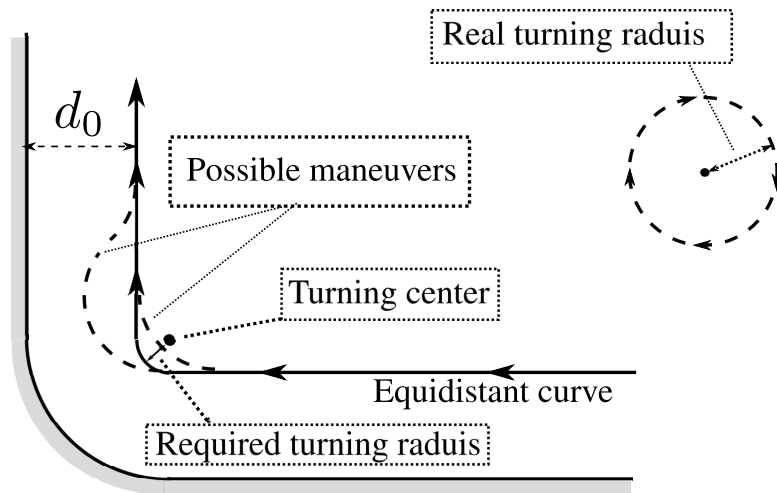 Real turning raduis
d0
Possible maneuvers
Turning center
Equidistant curve
Required turning raduis